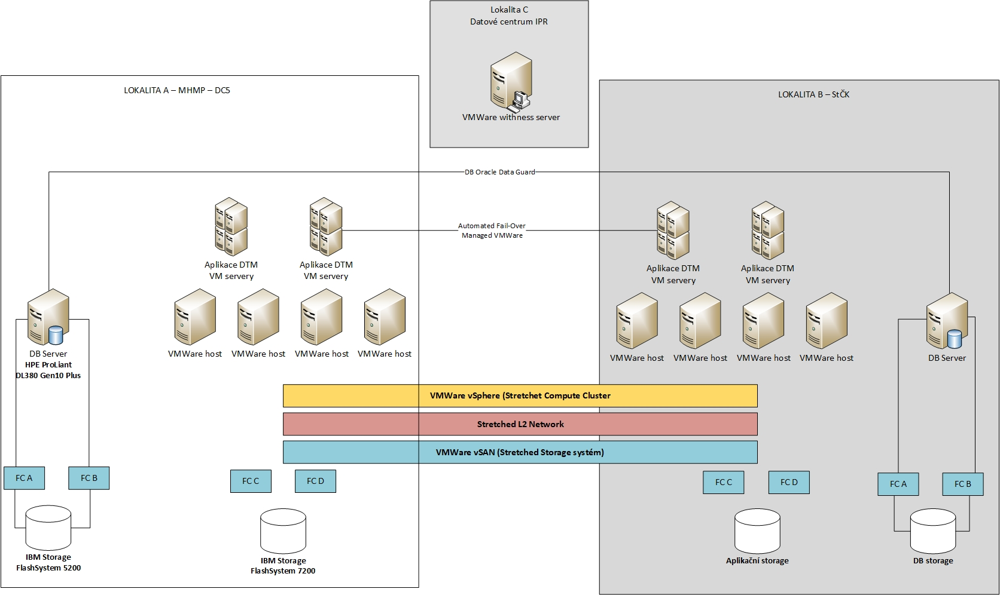 Lokalita C
Datové centrum IPR
VMWare withness server
LOKALITA A – MHMP – DC5
LOKALITA B – StČK
DB Oracle Data Guard
Automated Fail-Over
Managed VMWare
Aplikace DTM
VM servery
Aplikace DTM
VM servery
Aplikace DTM
VM servery
Aplikace DTM
VM servery
DB Server
HPE ProLiant
DL380 Gen10 Plus
VMWare host
VMWare host
VMWare host
VMWare host
VMWare host
VMWare host
VMWare host
VMWare host
DB Server
VMWare vSphere (Stretchet Compute Cluster
Stretched L2 Network
VMWare vSAN (Stretched Storage systém)
FC A
FC B
FC C
FC D
FC C
FC D
FC A
FC B
IBM Storage
FlashSystem 5200
IBM Storage
FlashSystem 7200
Aplikační storage
DB storage